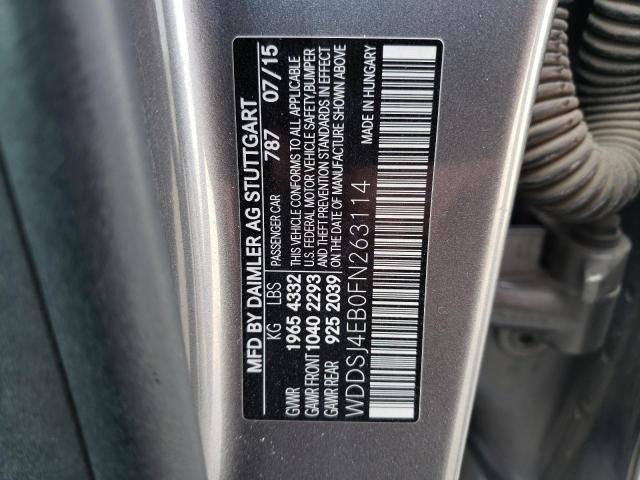 MFD BY DAIMLER AG STUTTGART
PASSENGER CAR 787 07/15
KG LBS
GVWR 1965 4332
GAWR FRONT 1040 2293
GAWR REAR 925 2039
THIS VEHICLE CONFORMS TO ALL APPLICABLE
U.S. FEDERAL MOTOR VEHICLE SAFETY,BUMPER
AND THEFT PREVENTION STANDARDS IN EFFECT
ON THE DATE OF MANUFACTURE SHOWN ABOVE
WDDSJ4EB0FN263114
MADE IN HUNGARY